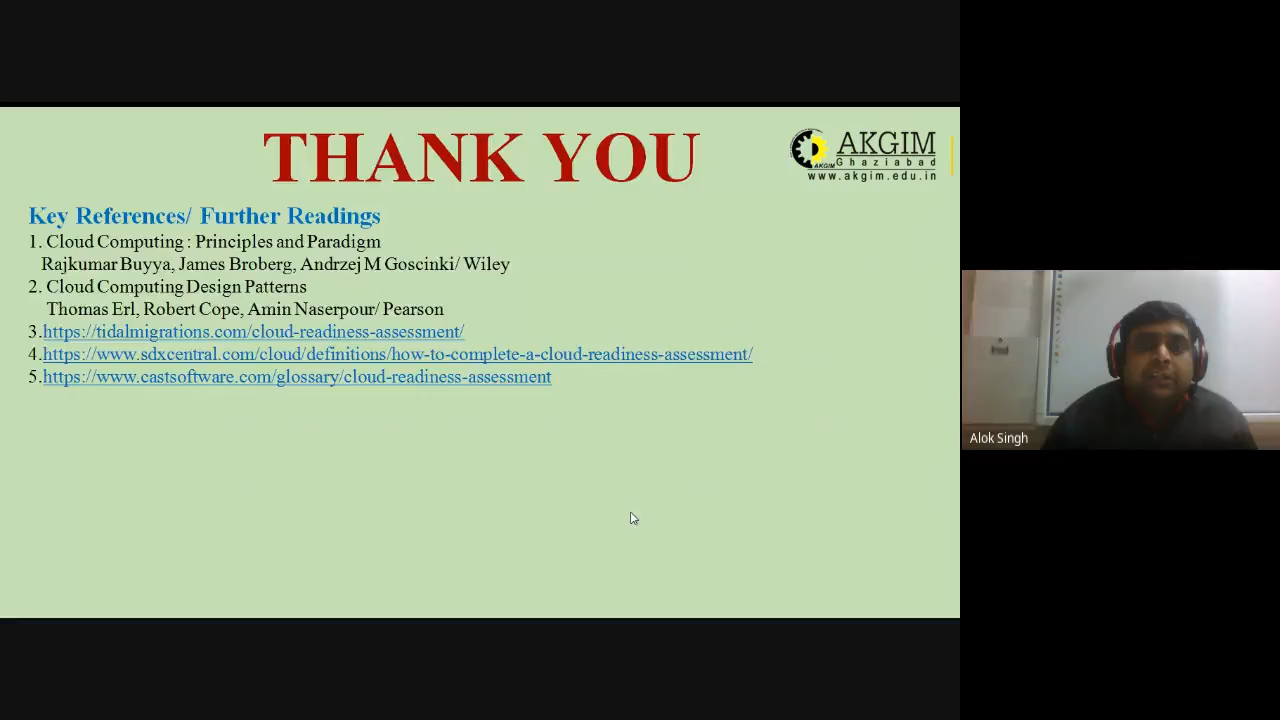 THANK YOU
AKGIM
Ghaziabad
www.akgim.edu.in
AKGIM
Key References/ Further Readings
1. Cloud Computing : Principles and Paradigm
Rajkumar Buyya, James Broberg, Andrzej M Goscinki/ Wiley
2. Cloud Computing Design Patterns
Thomas Erl, Robert Cope, Amin Naserpour/ Pearson
3.https://tidalmigrations.com/cloud-readiness-assessment/
4.https://www.sdxcentral.com/cloud/definitions/how-to-complete-a-cloud-readiness-assessment/
5.https://www.castsoftware.com/glossary/cloud-readiness-assessment
Alok Singh